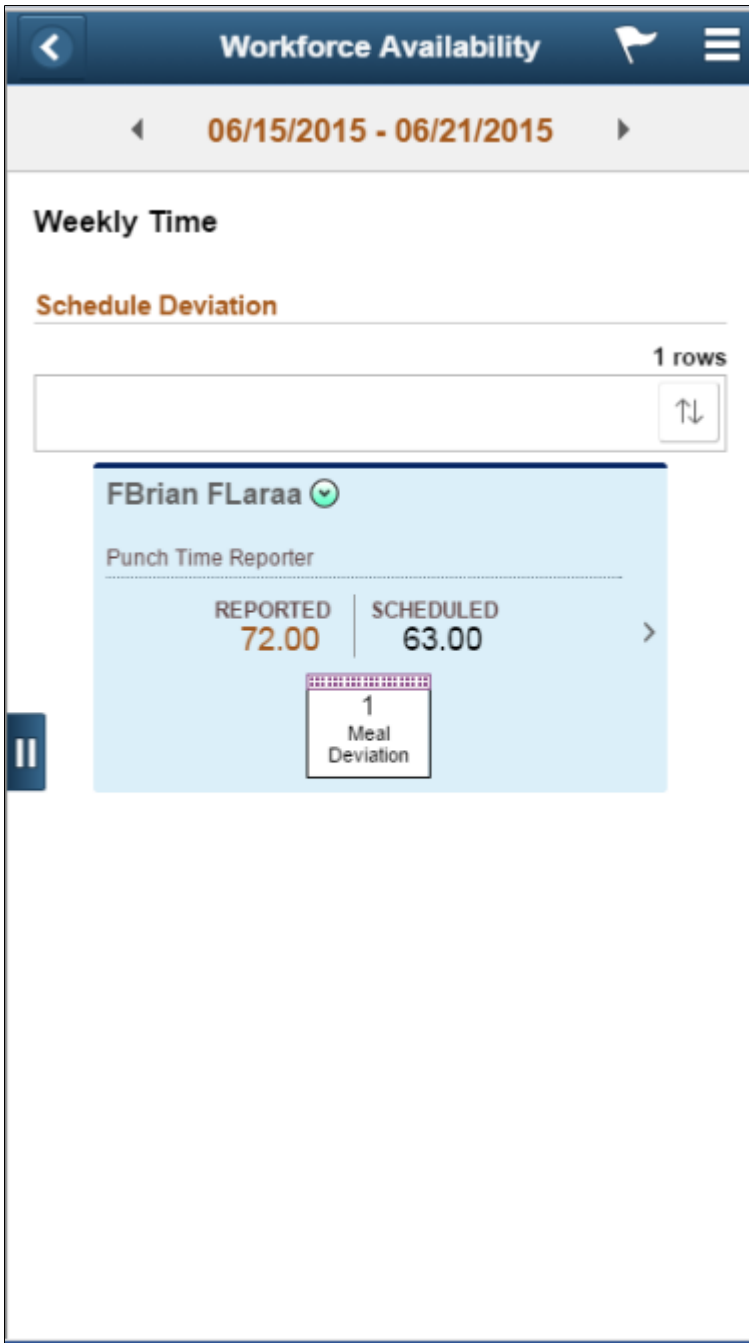 Workforce Availability
06/15/2015 - 06/21/2015
Weekly Time
Schedule Deviation
1 rows
FBrian FLaraa
Punch Time Reporter
REPORTED SCHEDULED
72.00 63.00
1
Meal
Deviation